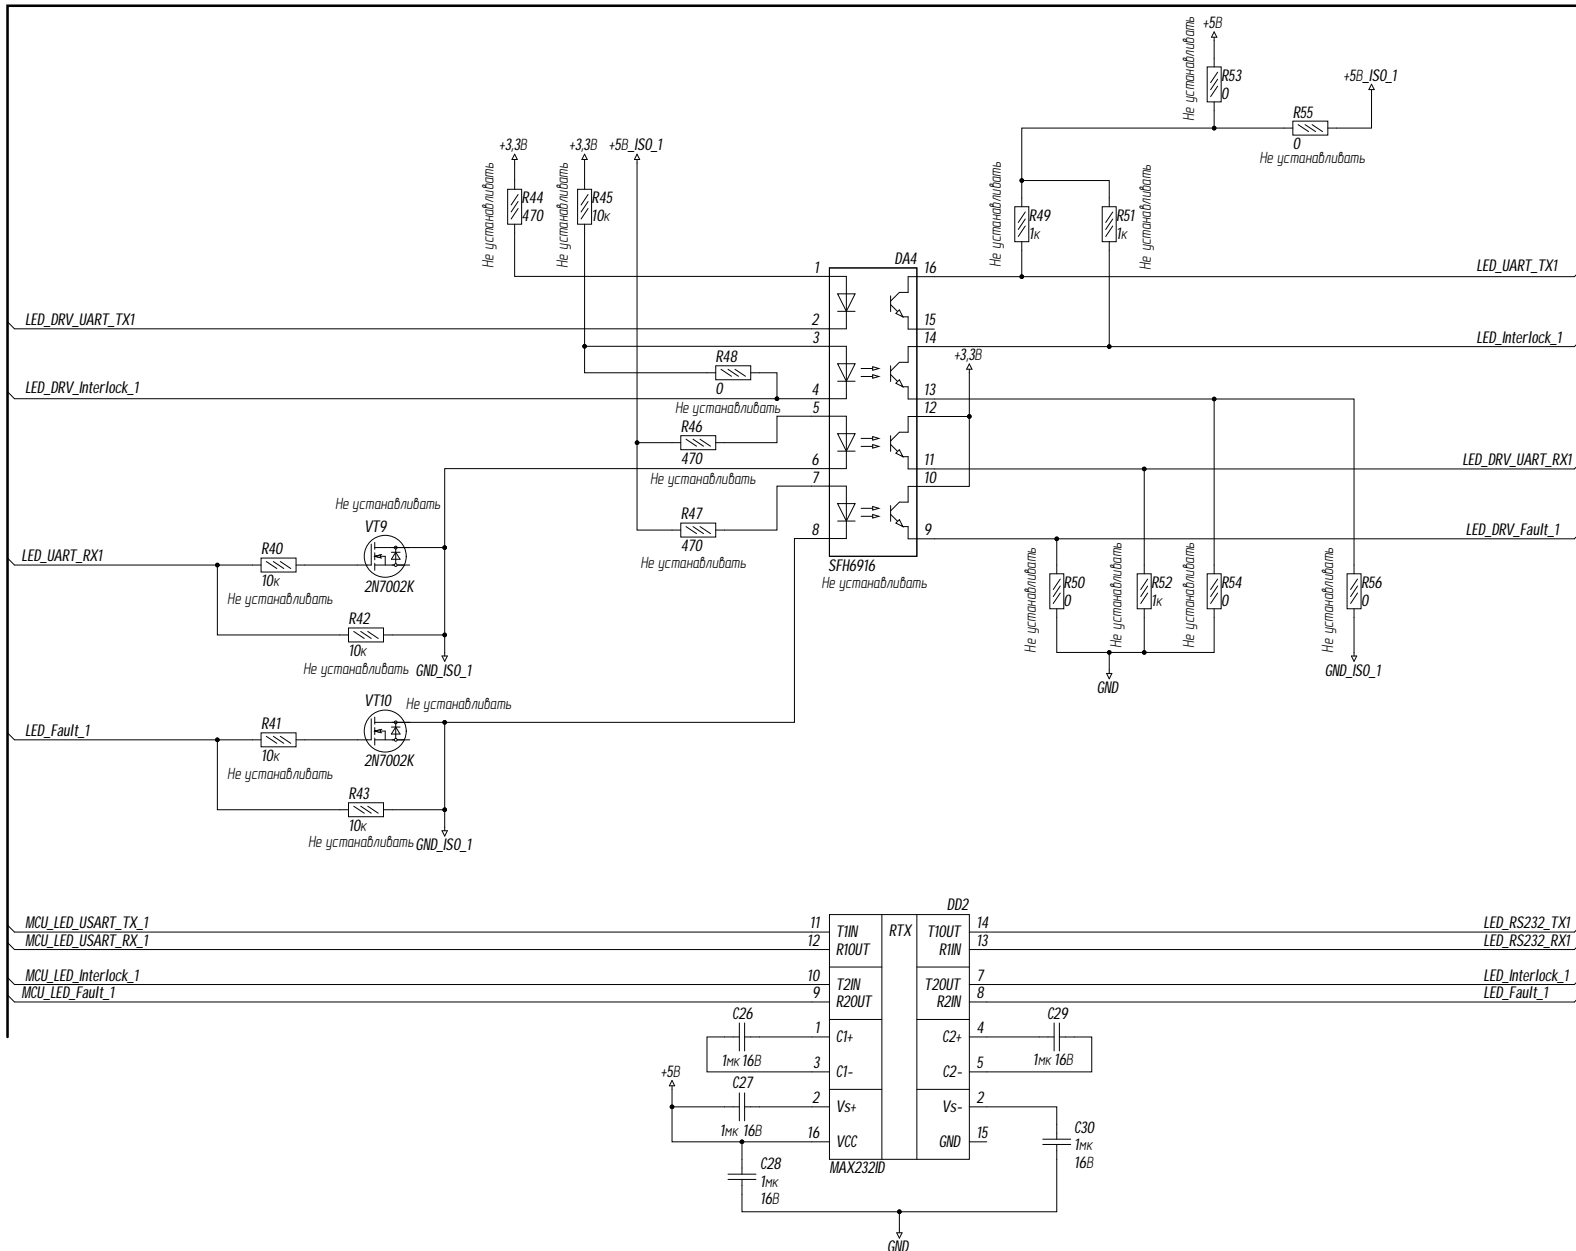 +5В
Не устанавливать
R53
0
+5В_ISO_1
R55
0
Не устанавливать
+3,3В
+3,3В
+5В_ISO_1
Не устанавливать
R44
470
Не устанавливать
R45
10к
Не устанавливать
R49
1к
R51
1к
Не устанавливать
DA4
1
16
LED_UART_TX1
LED_DRV_UART_TX1
2
15
3
14
LED_Interlock_1
R48
0
+3,3В
LED_DRV_Interlock_1
4
13
Не устанавливать
5
12
R46
470
6
11
LED_DRV_UART_RX1
Не устанавливать
7
10
Не устанавливать
R47
470
8
9
LED_DRV_Fault_1
VT9
LED_UART_RX1
R40
10к
Не устанавливать
SFH6916
Не устанавливать
2N7002K
Не устанавливать
Не устанавливать
R50
0
Не устанавливать
R52
1к
Не устанавливать
R54
0
Не устанавливать
R56
0
R42
10к
Не устанавливать
GND_ISO_1
GND
GND_ISO_1
VT10
Не устанавливать
LED_Fault_1
R41
10к
2N7002K
Не устанавливать
R43
10к
Не устанавливать
GND_ISO_1
DD2
MCU_LED_USART_TX_1
11
T1IN
RTX
T1OUT
14
LED_RS232_TX1
MCU_LED_USART_RX_1
12
R1OUT
R1IN
13
LED_RS232_RX1
MCU_LED_Interlock_1
10
T2IN
T2OUT
7
LED_Interlock_1
MCU_LED_Fault_1
9
R2OUT
R2IN
8
LED_Fault_1
C26
1мк 16В
1
C1+
C2+
4
C29
1мк 16В
3
C1-
C2-
5
+5В
C27
1мк 16В
2
Vs+
Vs-
2
16
VCC
GND
15
C30
1мк
16В
MAX232ID
C28
1мк
16В
GND